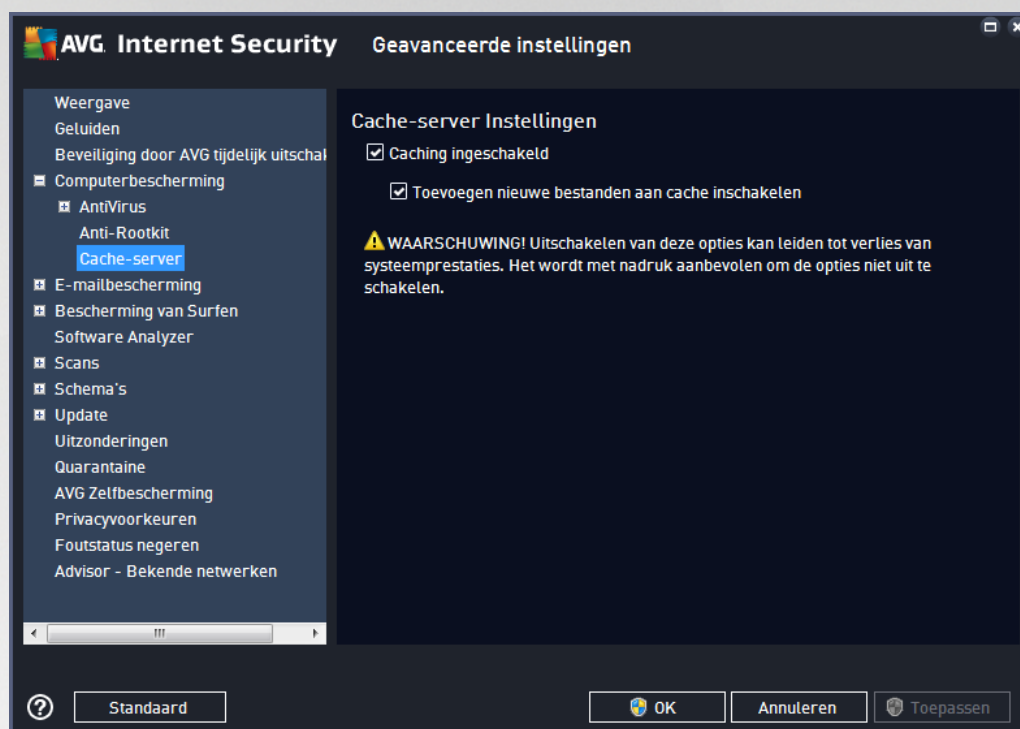 AVG. Internet Security
Geavanceerde instellingen
Weergave
Geluiden
Beveiliging door AVG tijdelijk uitschal
Computerbescherming
AntiVirus
Anti-Rootkit
Cache-server
E-mailbescherming
Bescherming van Surfen
Software Analyzer
Scans
Schema's
Update
Uitzonderingen
Quarantaine
AVG Zelfbescherming
Privacyvoorkeuren
Foutstatus negeren
Advisor - Bekende netwerken
Cache-server Instellingen
Caching ingeschakeld
Toevoegen nieuwe bestanden aan cache inschakelen
WAARSCHUWING! Uitschakelen van deze opties kan leiden tot verlies van
systeemprestaties. Het wordt met nadruk aanbevolen om de opties niet uit te
schakelen.
Standaard
OK
Annuleren
Toepassen